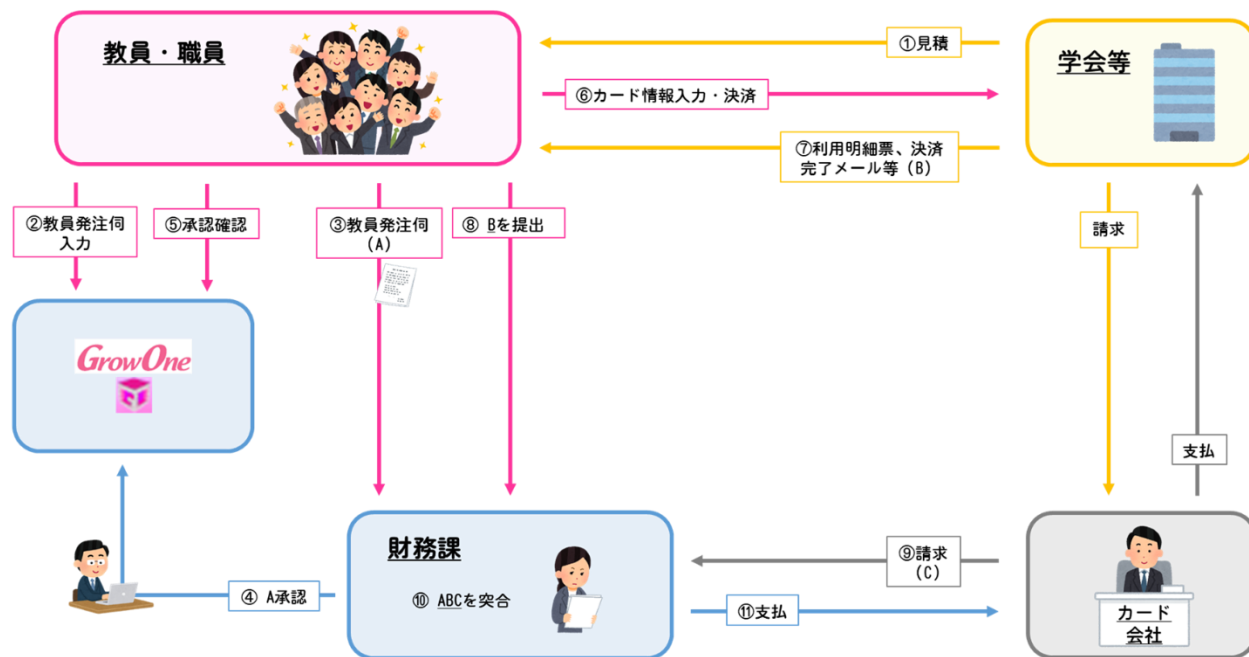 教員・職員
①見積
学会等
⑥カード情報入力・決済
⑦利用明細票、決済
完了メール等（B）
②教員発注伺
入力
⑤承認確認
③教員発注伺
(A)
⑧ Bを提出
請求
GrowOne
支払
財務課
⑨請求
(C)
④ A承認
⑩ ABCを突合
⑪支払
カード
会社